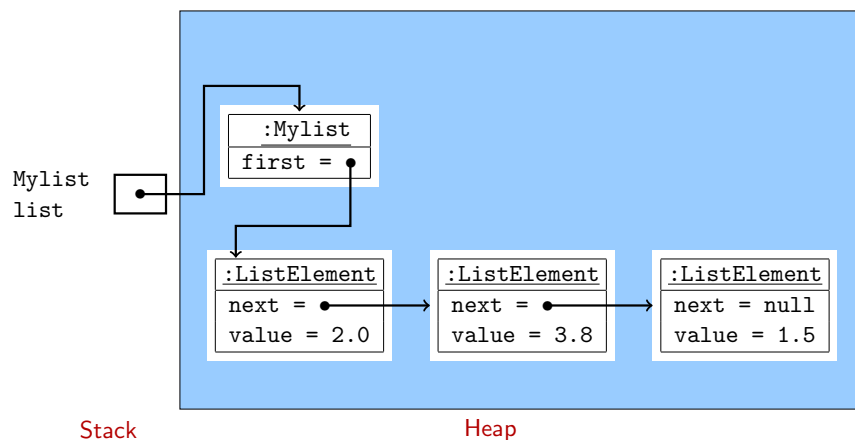 :Mylist
first =
Mylist
list
:ListElement
next =
value = 2.0
:ListElement
next =
value = 3.8
:ListElement
next = null
value = 1.5
Stack
Heap